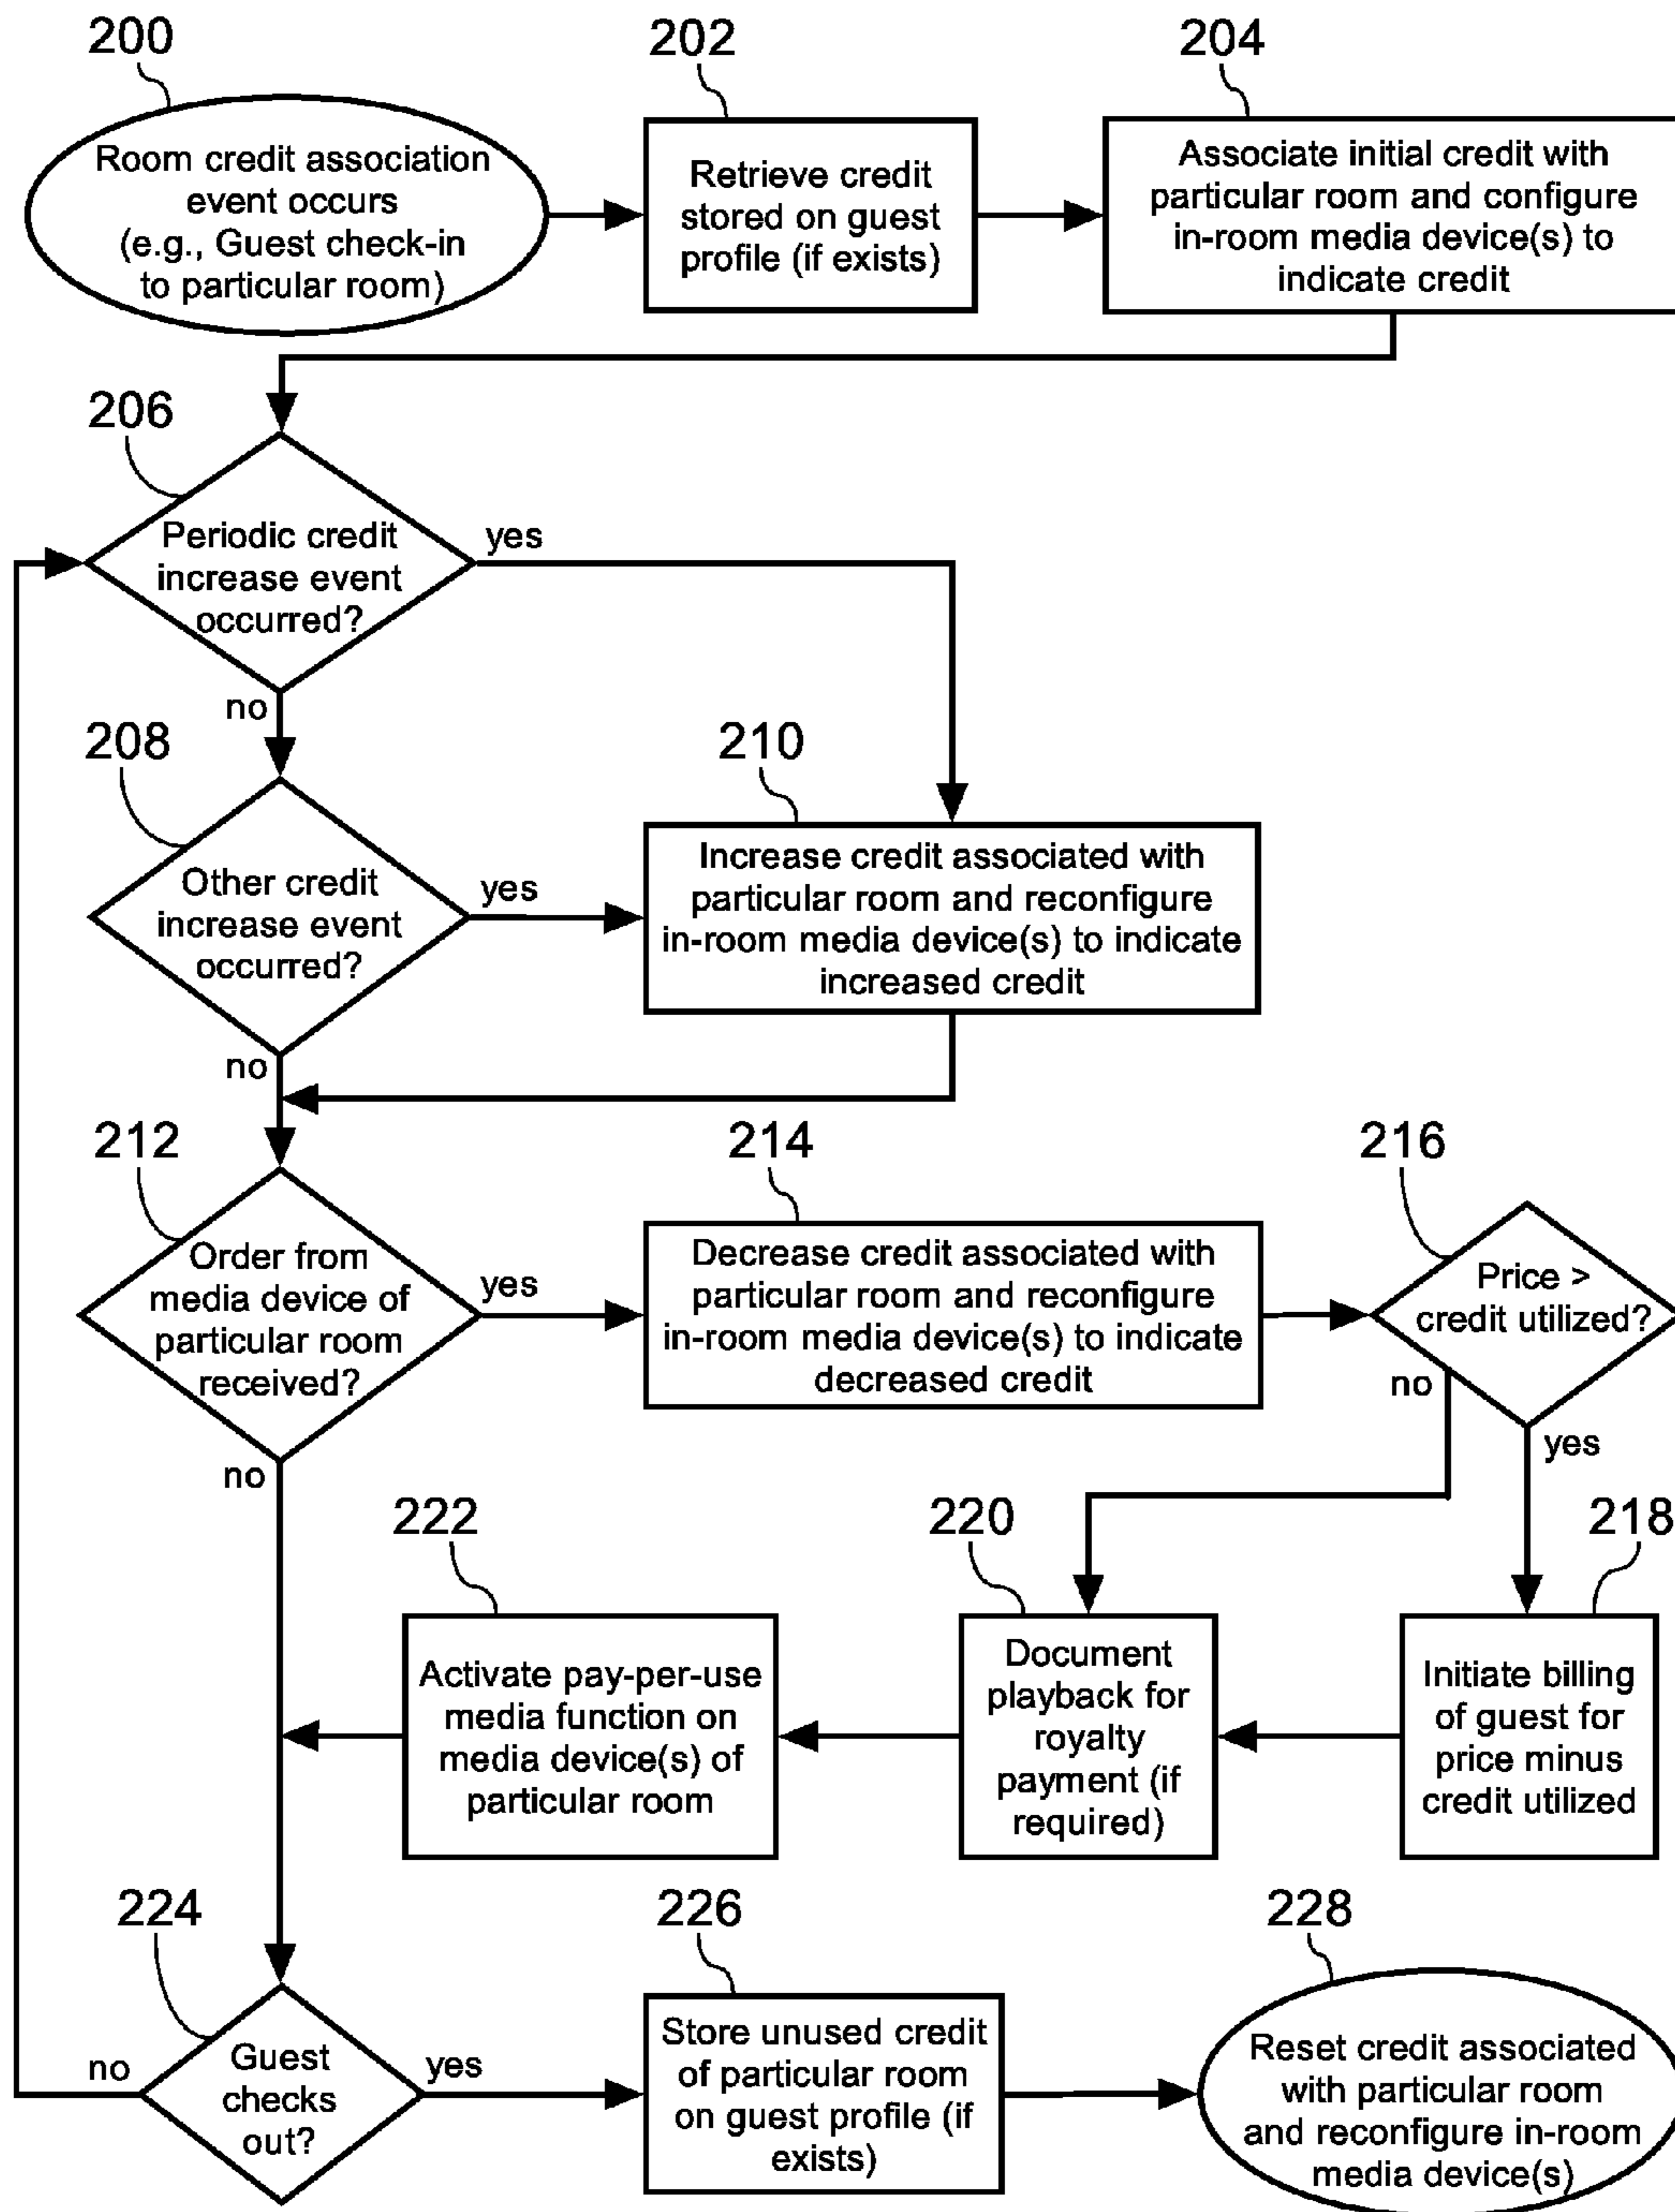 200
Room credit association
event occurs
(e.g., Guest check-in
to particular room)
202
Retrieve credit
stored on guest
profile (if exists)
204
Associate initial credit with
particular room and configure
in-room media device(s) to
indicate credit
206
Periodic credit
increase event
occurred?
yes
no
208
Other credit
increase event
occurred?
yes
no
210
Increase credit associated with
particular room and reconfigure
in-room media device(s) to indicate
increased credit
212
Order from
media device of
particular room
received?
yes
no
214
Decrease credit associated with
particular room and reconfigure
in-room media device(s) to indicate
decreased credit
216
Price >
credit utilized?
no
yes
218
Initiate billing
of guest for
price minus
credit utilized
220
Document
playback for
royalty
payment (if
required)
222
Activate pay-per-use
media function on
media device(s) of
particular room
224
Guest
checks
out?
no
yes
226
Store unused credit
of particular room
on guest profile (if
exists)
228
Reset credit associated
with particular room
and reconfigure in-room
media device(s)